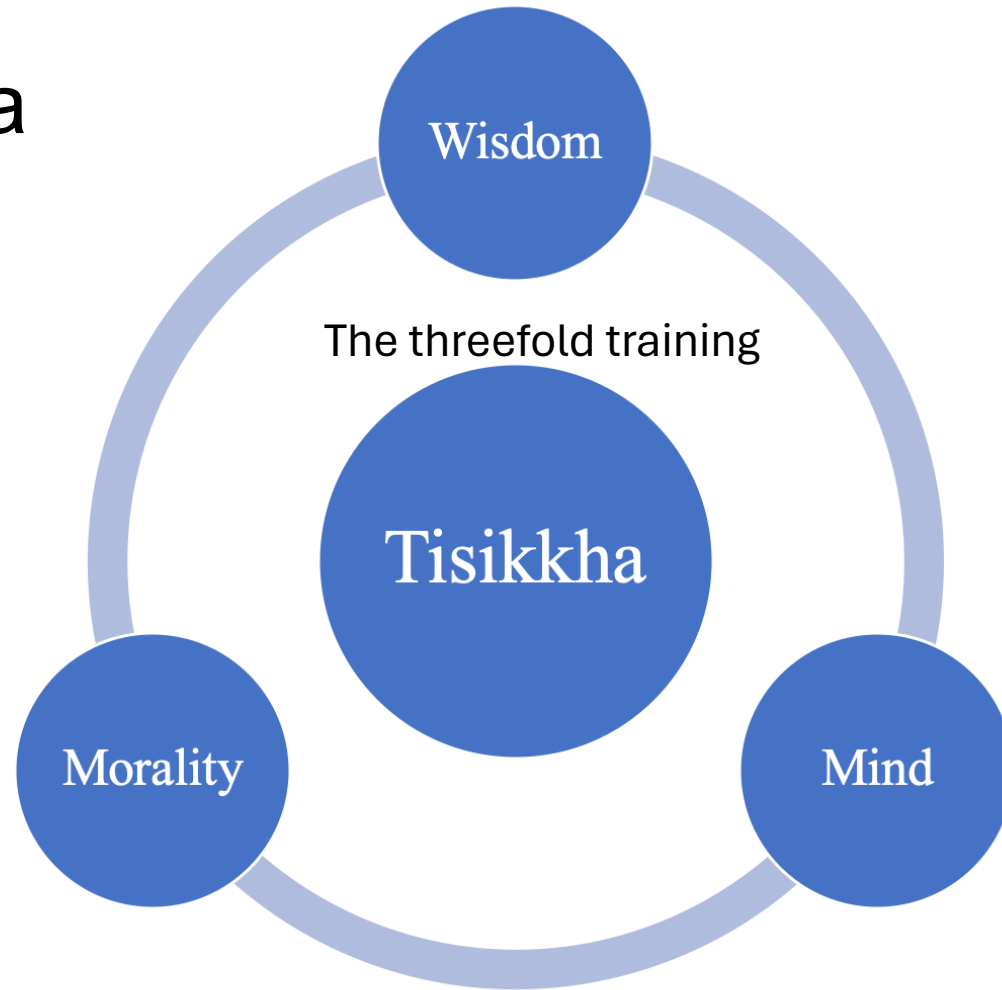 a
Wisdom
The threefold training
Tisikkha
Morality
Mind